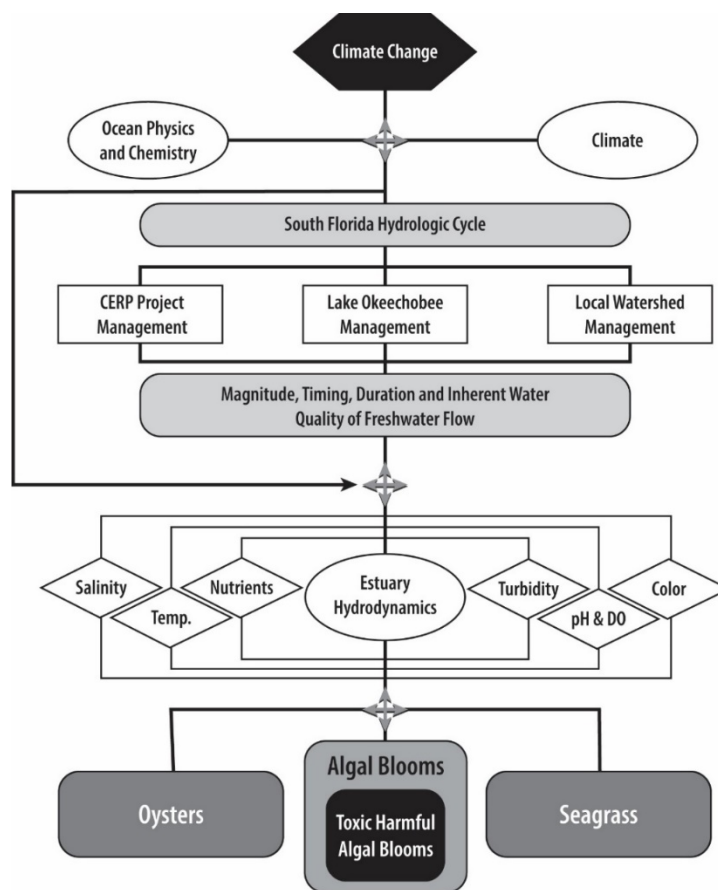 Climate Change
Ocean Physics
and Chemistry
Climate
South Florida Hydrologic Cycle
CERP Project
Management
Lake Okeechobee
Management
Local Watershed
Management
Magnitude, Timing, Duration and Inherent Water
Quality of Freshwater Flow
Salinity
Temp.
Nutrients
Estuary
Hydrodynamics
Turbidity
pH & DO
Color
Oysters
Algal Blooms
Toxic Harmful
Algal Blooms
Seagrass